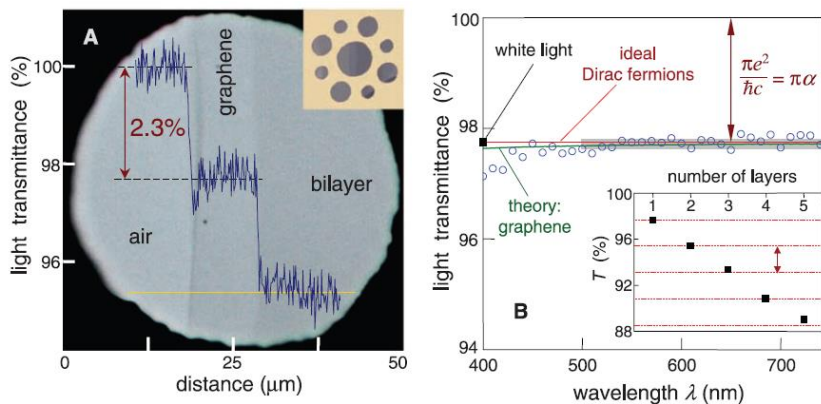 A
light transmittance (%)
100
98
96
2.3%
air
graphene
bilayer
0
25
50
distance (μm)
B
light transmittance (%)
100
98
96
94
white light
ideal
Dirac fermions
πe²/ħc = πα
theory:
graphene
number of layers
1 2 3 4 5
T (%)
100
96
92
88
400 500 600 700
wavelength λ (nm)